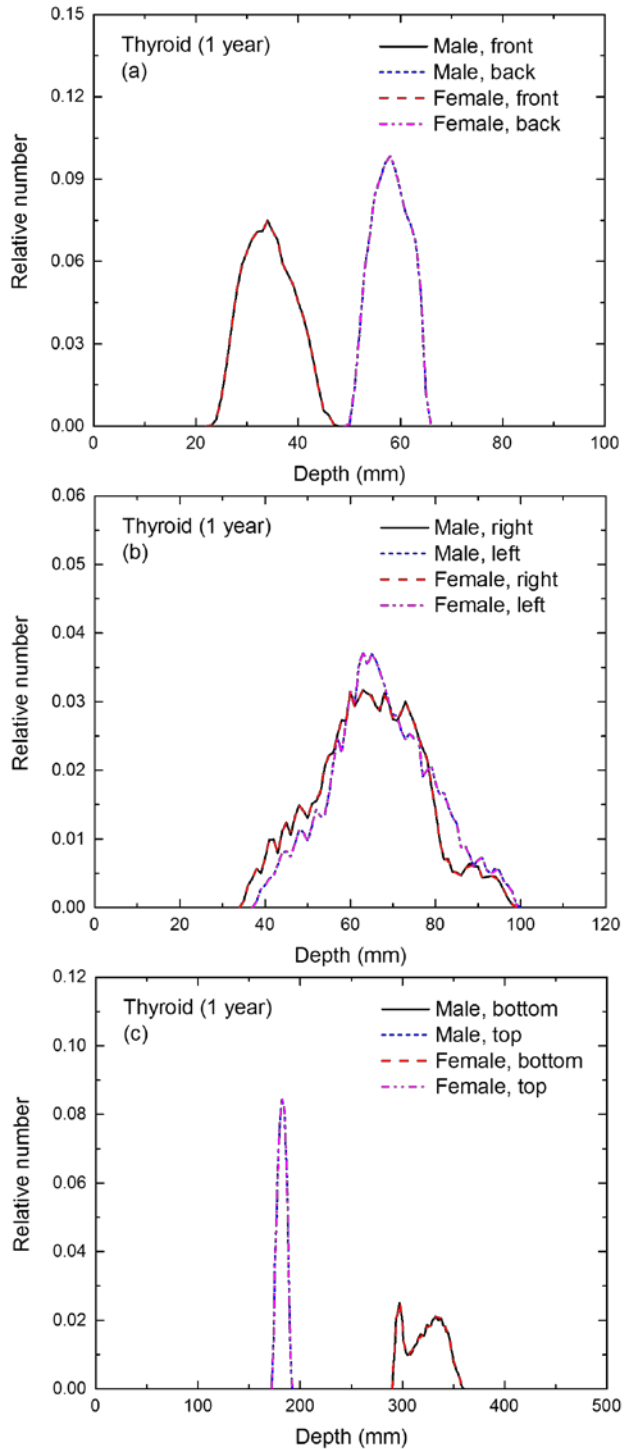 0.15
Thyroid (1 year)
(a)
Male, front
Male, back
Female, front
Female, back
0.12
0.09
0.06
0.03
0.00
Relative number
0 20 40 60 80 100
Depth (mm)
0.06
Thyroid (1 year)
(b)
Male, right
Male, left
Female, right
Female, left
0.05
0.04
0.03
0.02
0.01
0.00
Relative number
0 20 40 60 80 100 120
Depth (mm)
0.12
Thyroid (1 year)
(c)
Male, bottom
Male, top
Female, bottom
Female, top
0.10
0.08
0.06
0.04
0.02
0.00
Relative number
0 100 200 300 400 500
Depth (mm)